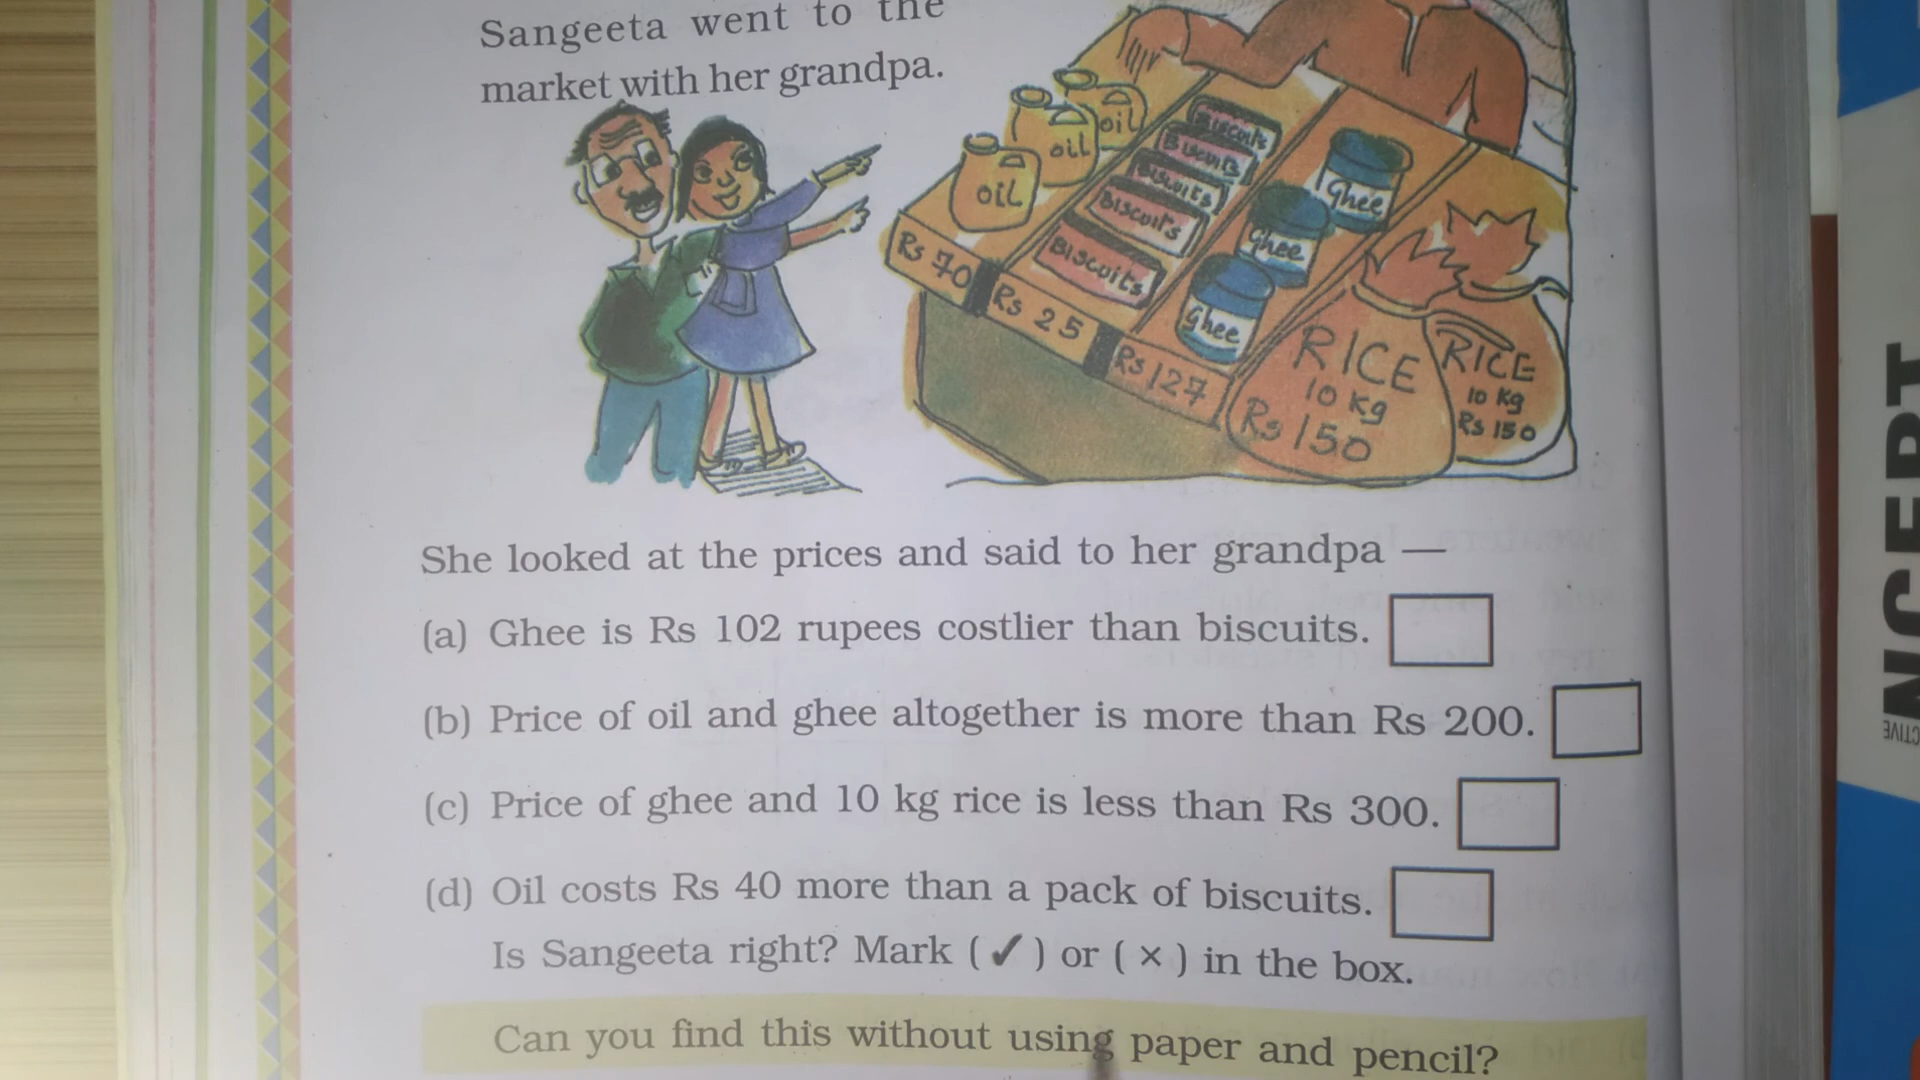 Sangeeta went to the
market with her grandpa.
oil
oil
oil
Biscuits
Biscuits
Biscuits
Biscuits
Biscuits
Ghee
Ghee
Ghee
Rs 70
Rs 25
Rs 127
RICE
10 kg
Rs 150
RICE
10 kg
Rs 150
She looked at the prices and said to her grandpa —
(a) Ghee is Rs 102 rupees costlier than biscuits.
(b) Price of oil and ghee altogether is more than Rs 200.
(c) Price of ghee and 10 kg rice is less than Rs 300.
(d) Oil costs Rs 40 more than a pack of biscuits.
Is Sangeeta right? Mark (✓) or (×) in the box.
Can you find this without using paper and pencil?